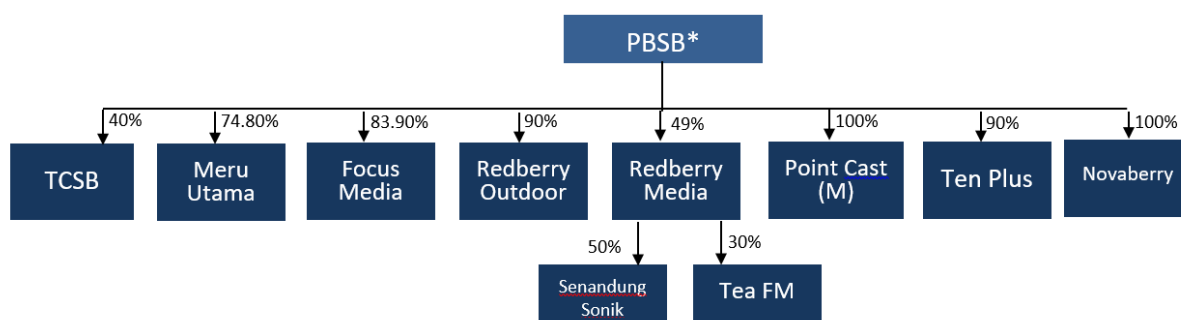 PBSB*
40%
74.80%
83.90%
90%
49%
100%
90%
100%
TCSB
Meru
Utama
Focus
Media
Redberry
Outdoor
Redberry
Media
Point Cast
(M)
Ten Plus
Novaberry
50%
30%
Senandung
Sonik
Tea FM